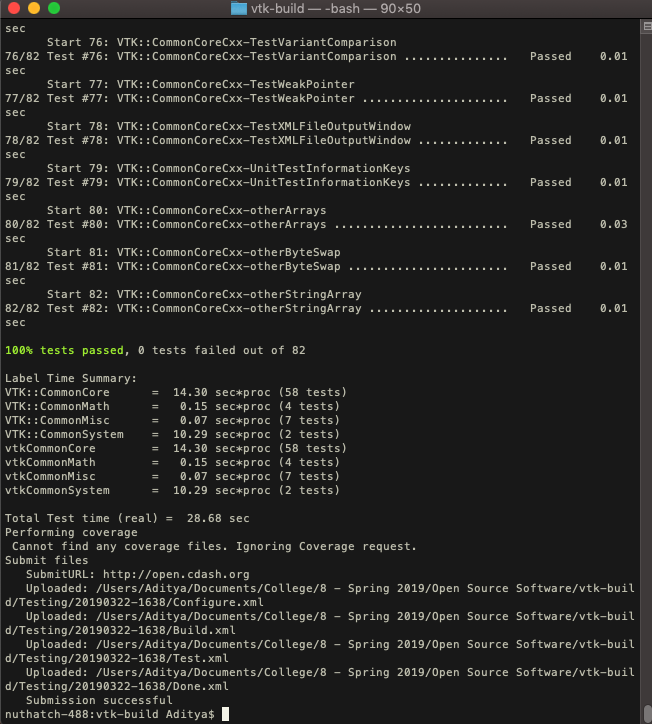 vtk-build — -bash — 90×50
sec
Start 76: VTK::CommonCoreCxx-TestVariantComparison
76/82 Test #76: VTK::CommonCoreCxx-TestVariantComparison ............... Passed 0.01
sec
Start 77: VTK::CommonCoreCxx-TestWeakPointer
77/82 Test #77: VTK::CommonCoreCxx-TestWeakPointer ..................... Passed 0.01
sec
Start 78: VTK::CommonCoreCxx-TestXMLFileOutputWindow
78/82 Test #78: VTK::CommonCoreCxx-TestXMLFileOutputWindow ............. Passed 0.01
sec
Start 79: VTK::CommonCoreCxx-UnitTestInformationKeys
79/82 Test #79: VTK::CommonCoreCxx-UnitTestInformationKeys ............. Passed 0.01
sec
Start 80: VTK::CommonCoreCxx-otherArrays
80/82 Test #80: VTK::CommonCoreCxx-otherArrays ......................... Passed 0.03
sec
Start 81: VTK::CommonCoreCxx-otherByteSwap
81/82 Test #81: VTK::CommonCoreCxx-otherByteSwap ....................... Passed 0.01
sec
Start 82: VTK::CommonCoreCxx-otherStringArray
82/82 Test #82: VTK::CommonCoreCxx-otherStringArray .................... Passed 0.01
sec
100% tests passed, 0 tests failed out of 82
Label Time Summary:
VTK::CommonCore = 14.30 sec*proc (58 tests)
VTK::CommonMath = 0.15 sec*proc (4 tests)
VTK::CommonMisc = 0.07 sec*proc (7 tests)
VTK::CommonSystem = 10.29 sec*proc (2 tests)
vtkCommonCore = 14.30 sec*proc (58 tests)
vtkCommonMath = 0.15 sec*proc (4 tests)
vtkCommonMisc = 0.07 sec*proc (7 tests)
vtkCommonSystem = 10.29 sec*proc (2 tests)
Total Test time (real) = 28.68 sec
Performing coverage
Cannot find any coverage files. Ignoring Coverage request.
Submit files
SubmitURL: http://open.cdash.org
Uploaded: /Users/Aditya/Documents/College/8 - Spring 2019/Open Source Software/vtk-buil
d/Testing/20190322-1638/Configure.xml
Uploaded: /Users/Aditya/Documents/College/8 - Spring 2019/Open Source Software/vtk-buil
d/Testing/20190322-1638/Build.xml
Uploaded: /Users/Aditya/Documents/College/8 - Spring 2019/Open Source Software/vtk-buil
d/Testing/20190322-1638/Test.xml
Uploaded: /Users/Aditya/Documents/College/8 - Spring 2019/Open Source Software/vtk-buil
d/Testing/20190322-1638/Done.xml
Submission successful
nuthatch-488:vtk-build Aditya$